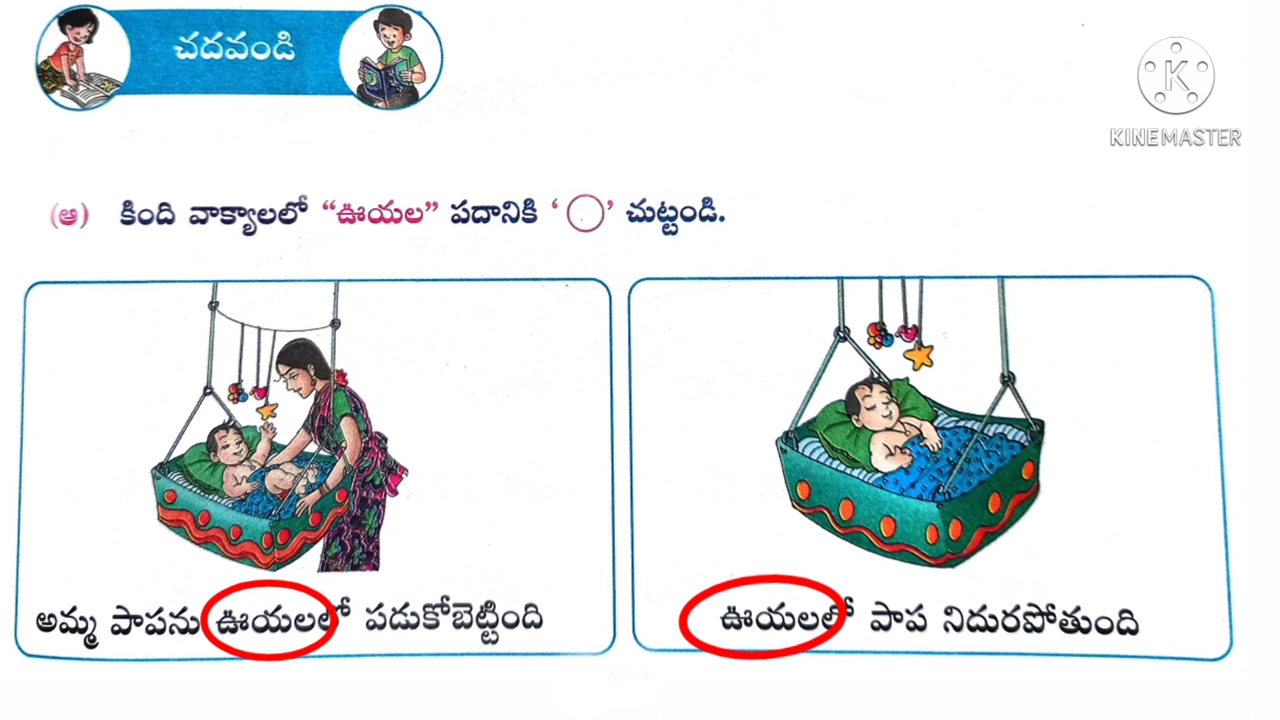 చదవండి
KINEMASTER
(ఆ) కింది వాక్యాలలో “ఊయల” పదానికి ‘○’ చుట్టండి.
అమ్మ పాపను ఊయలలో పడుకోబెట్టింది
ఊయలలో పాప నిదురపోతుంది